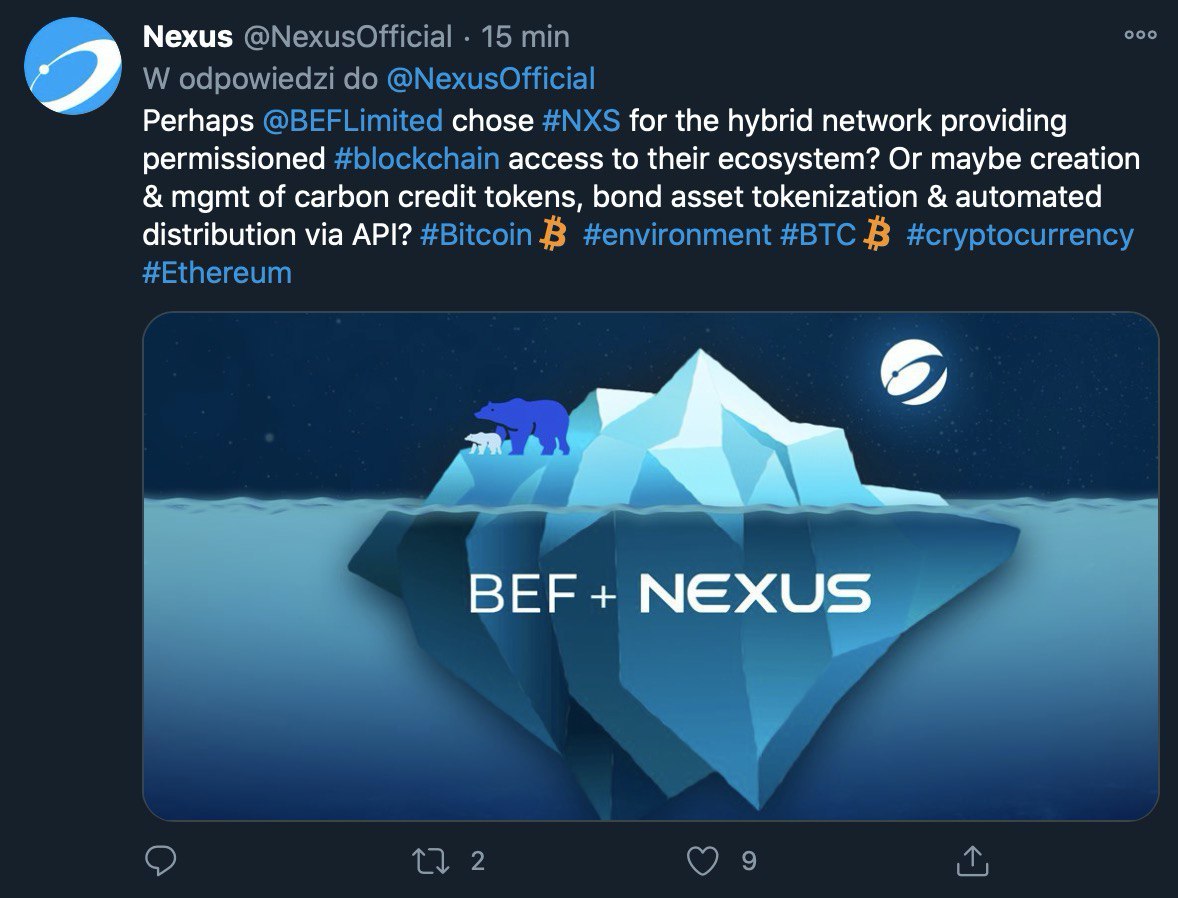 Nexus @NexusOfficial · 15 min
W odpowiedzi do @NexusOfficial
Perhaps @BEFLimited chose #NXS for the hybrid network providing
permissioned #blockchain access to their ecosystem? Or maybe creation
& mgmt of carbon credit tokens, bond asset tokenization & automated
distribution via API? #Bitcoin #environment #BTC #cryptocurrency
#Ethereum
BEF + NEXUS
2 9